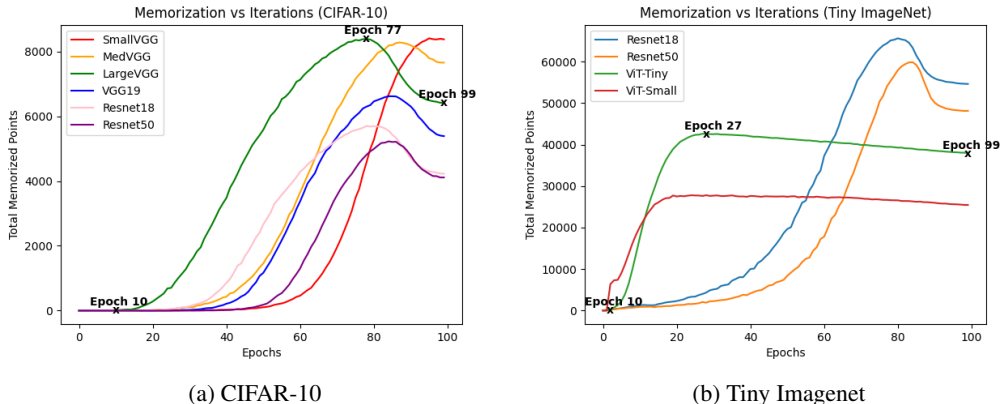 Memorization vs Iterations (CIFAR-10)
SmallVGG
MedVGG
LargeVGG
VGG19
Resnet18
Resnet50
Epoch 77
Epoch 99
Epoch 10
8000
6000
4000
2000
0
Total Memorized Points
0 20 40 60 80 100
Epochs
(a) CIFAR-10
Memorization vs Iterations (Tiny ImageNet)
Resnet18
Resnet50
ViT-Tiny
ViT-Small
Epoch 27
Epoch 99
Epoch 10
60000
50000
40000
30000
20000
10000
0
Total Memorized Points
0 20 40 60 80 100
Epochs
(b) Tiny Imagenet